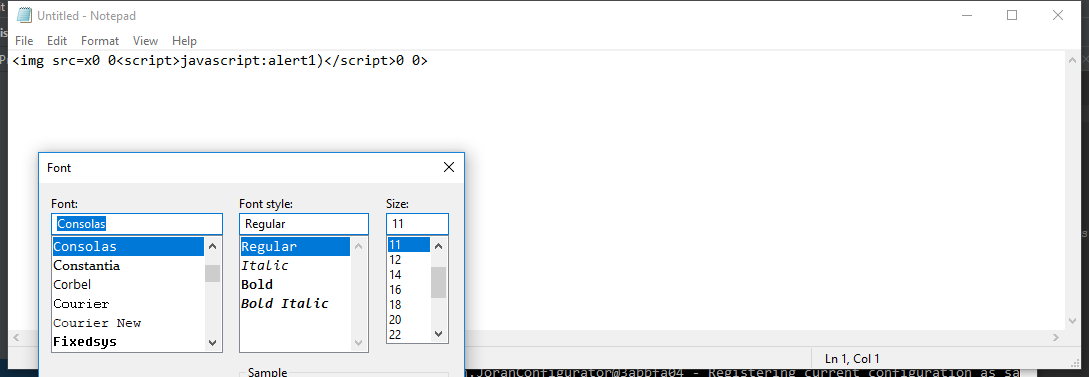 Untitled - Notepad
File Edit Format View Help
<img src=x0 0<script>javascript:alert1)</script>0 0>
Font
Font: Font style: Size:
Consolas Regular 11
Consolas Regular 11
Constantia Italic 12
Corbel Bold 14
Courier Bold Italic 16
Courier New 18
Fixedsys 20
22
Sample
Ln 1, Col 1
.JoranConfigurator@3abbfa04 - Registering current configuration as sa